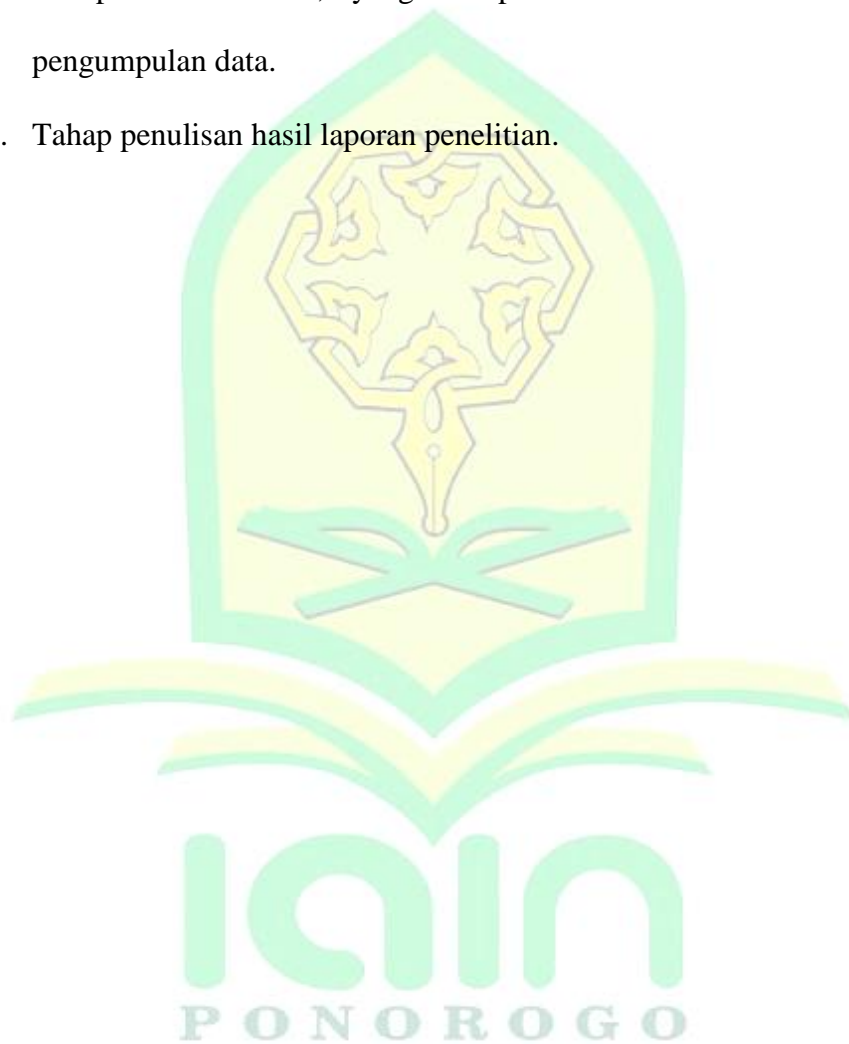 pengumpulan data.
. Tahap penulisan hasil laporan penelitian.
IAIN
PONOROGO